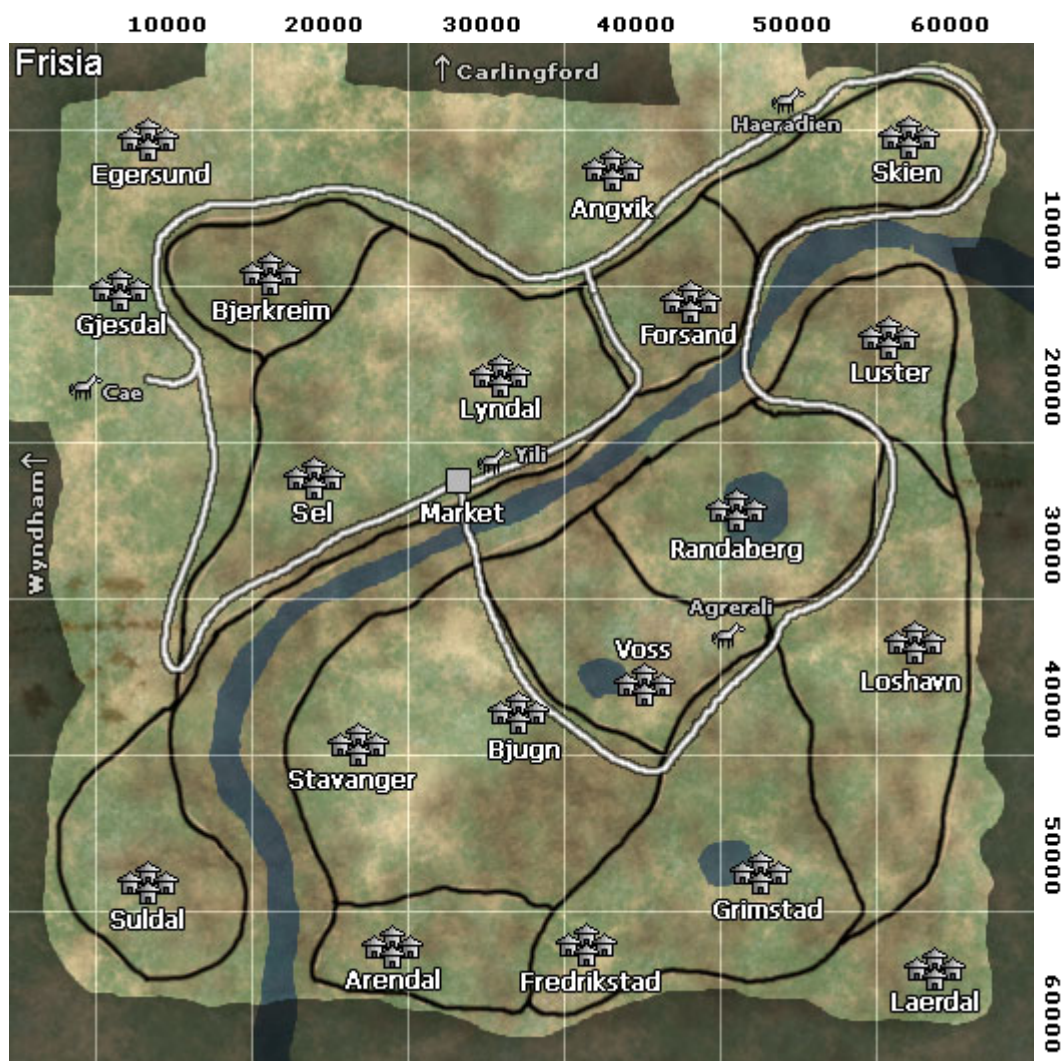 10000 20000 30000 40000 50000 60000
Frisia
↑ Carlingford
Haeradien
Egersund
Skien
Angvik
10000
Gjesdal
Bjerkreim
Forsand
Luster
20000
Cae
Lyndal
Yili
Wyndham ↑
Sel
Market
Randaberg
30000
Agrerali
Voss
Loshavn
40000
Bjugn
Stavanger
50000
Suldal
Grimstad
Arendal
Fredrikstad
Laerdal
60000